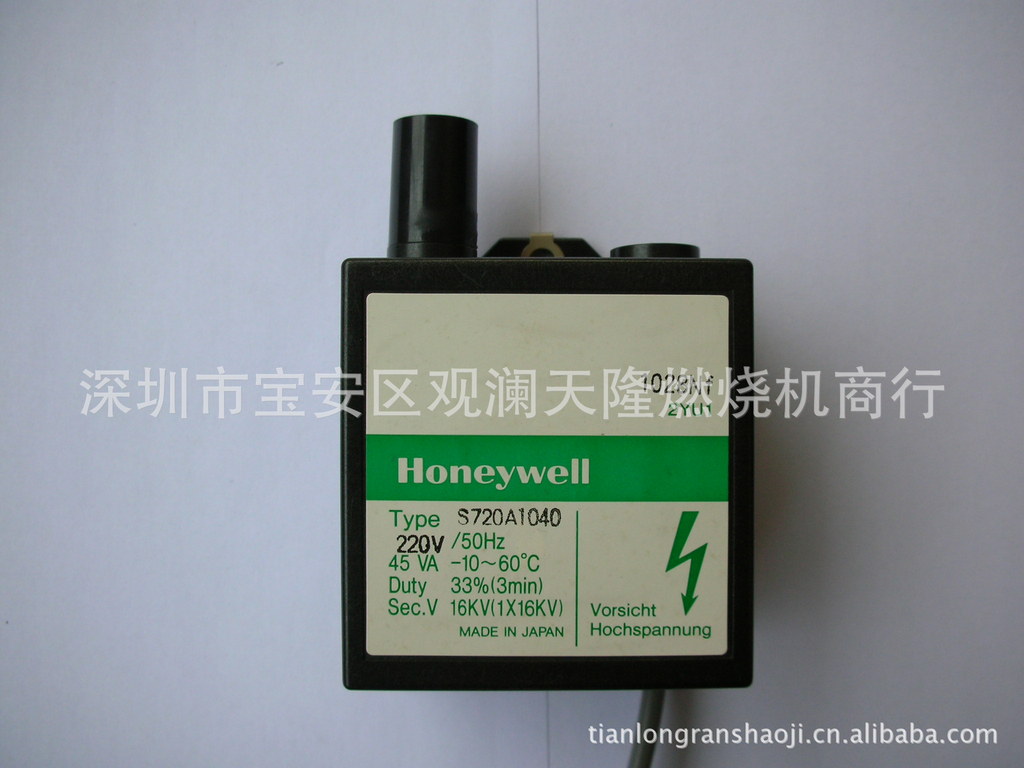 深圳市宝安区观澜天隆燃烧机商行
2Y01
Honeywell
Type S720A1040
220V /50Hz
45 VA -10~60°C
Duty 33%(3min)
Sec.V 16KV(1X16KV)
MADE IN JAPAN
Vorsicht
Hochspannung
tianlongranshaoji.cn.alibaba.com